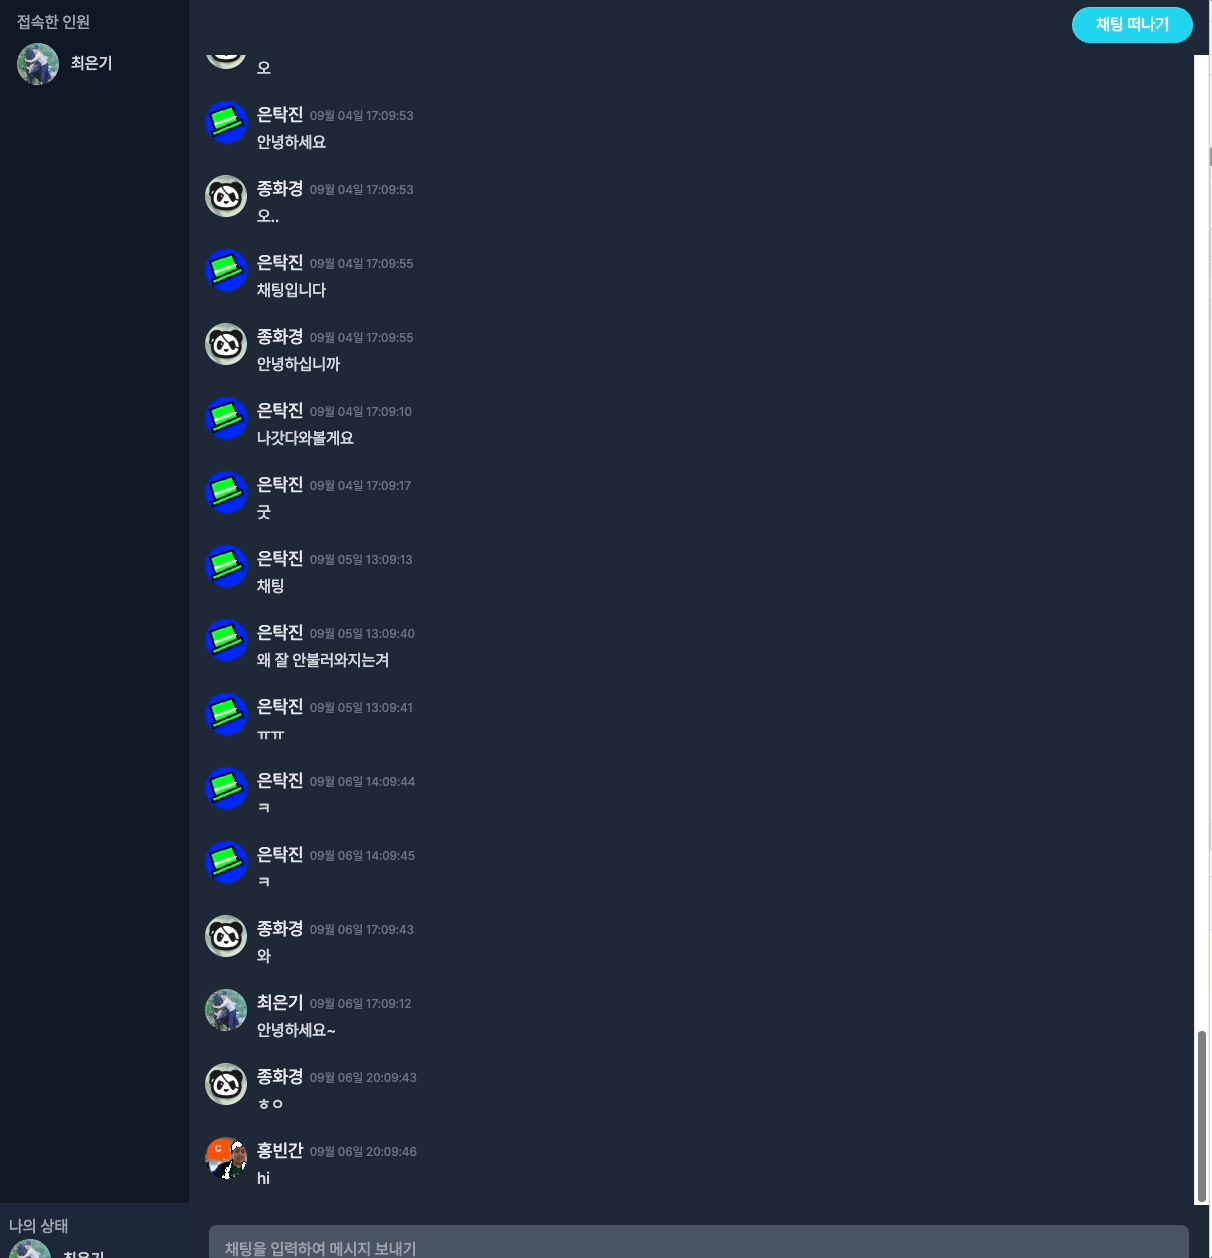 접속한 인원
최은기
채팅 떠나기
오
은탁진 09월 04일 17:09:53
안녕하세요
종화경 09월 04일 17:09:53
오..
은탁진 09월 04일 17:09:55
채팅입니다
종화경 09월 04일 17:09:55
안녕하십니까
은탁진 09월 04일 17:09:10
나갓다와볼게요
은탁진 09월 04일 17:09:17
굿
은탁진 09월 05일 13:09:13
채팅
은탁진 09월 05일 13:09:40
왜 잘 안불러와지는겨
은탁진 09월 05일 13:09:41
ㅠㅠ
은탁진 09월 06일 14:09:44
ㅋ
은탁진 09월 06일 14:09:45
ㅋ
종화경 09월 06일 17:09:43
와
최은기 09월 06일 17:09:12
안녕하세요~
종화경 09월 06일 20:09:43
ㅎㅇ
C
홍빈간 09월 06일 20:09:46
hi
나의 상태
최은기
채팅을 입력하여 메시지 보내기